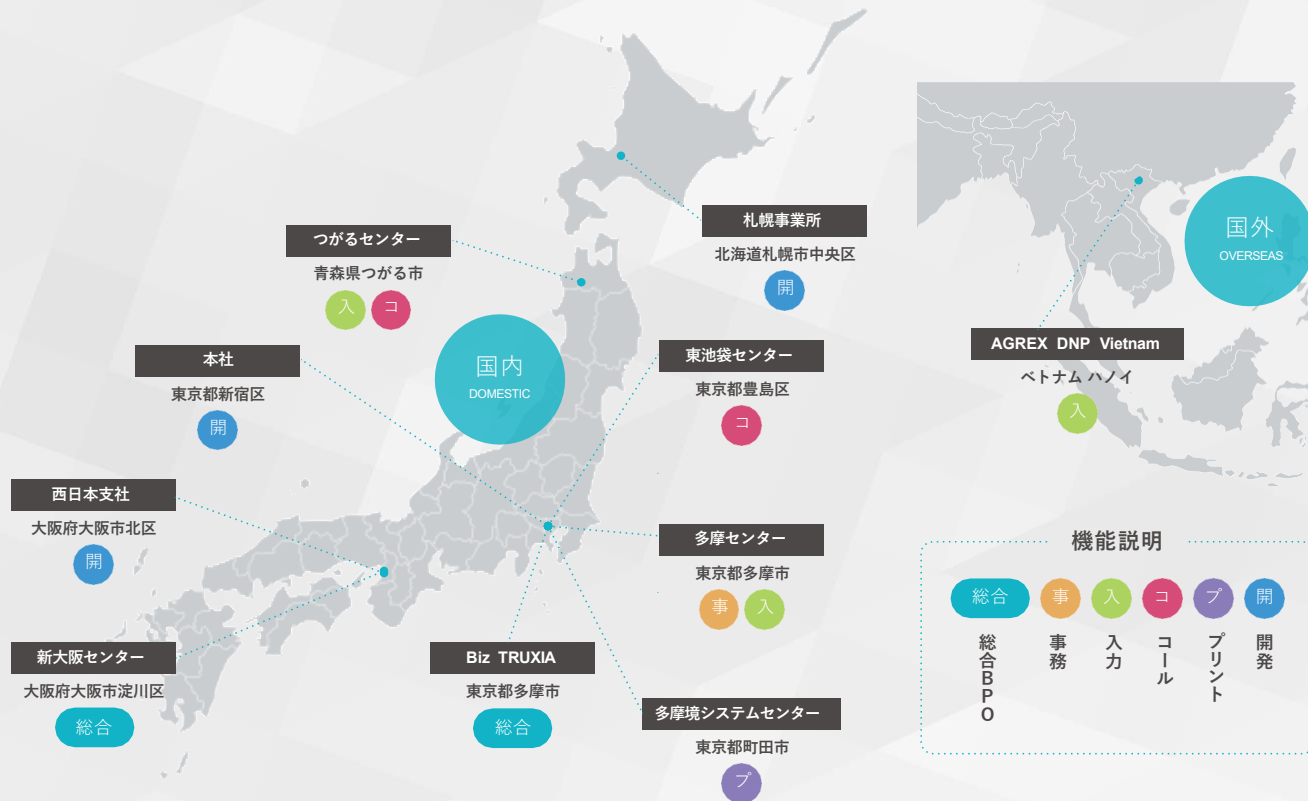 札幌事業所
北海道札幌市中央区
開
つがるセンター
青森県つがる市
入 コ
国内
DOMESTIC
本社
東京都新宿区
開
東池袋センター
東京都豊島区
コ
西日本支社
大阪府大阪市北区
開
多摩センター
東京都多摩市
事 入
新大阪センター
大阪府大阪市淀川区
総合
Biz TRUXIA
東京都多摩市
総合
多摩境システムセンター
東京都町田市
プ
国外
OVERSEAS
AGREX DNP Vietnam
ベトナム ハノイ
入
機能説明
総合 事 入 コ プ 開
総合BPO
事務
入力
コール
プリント
開発